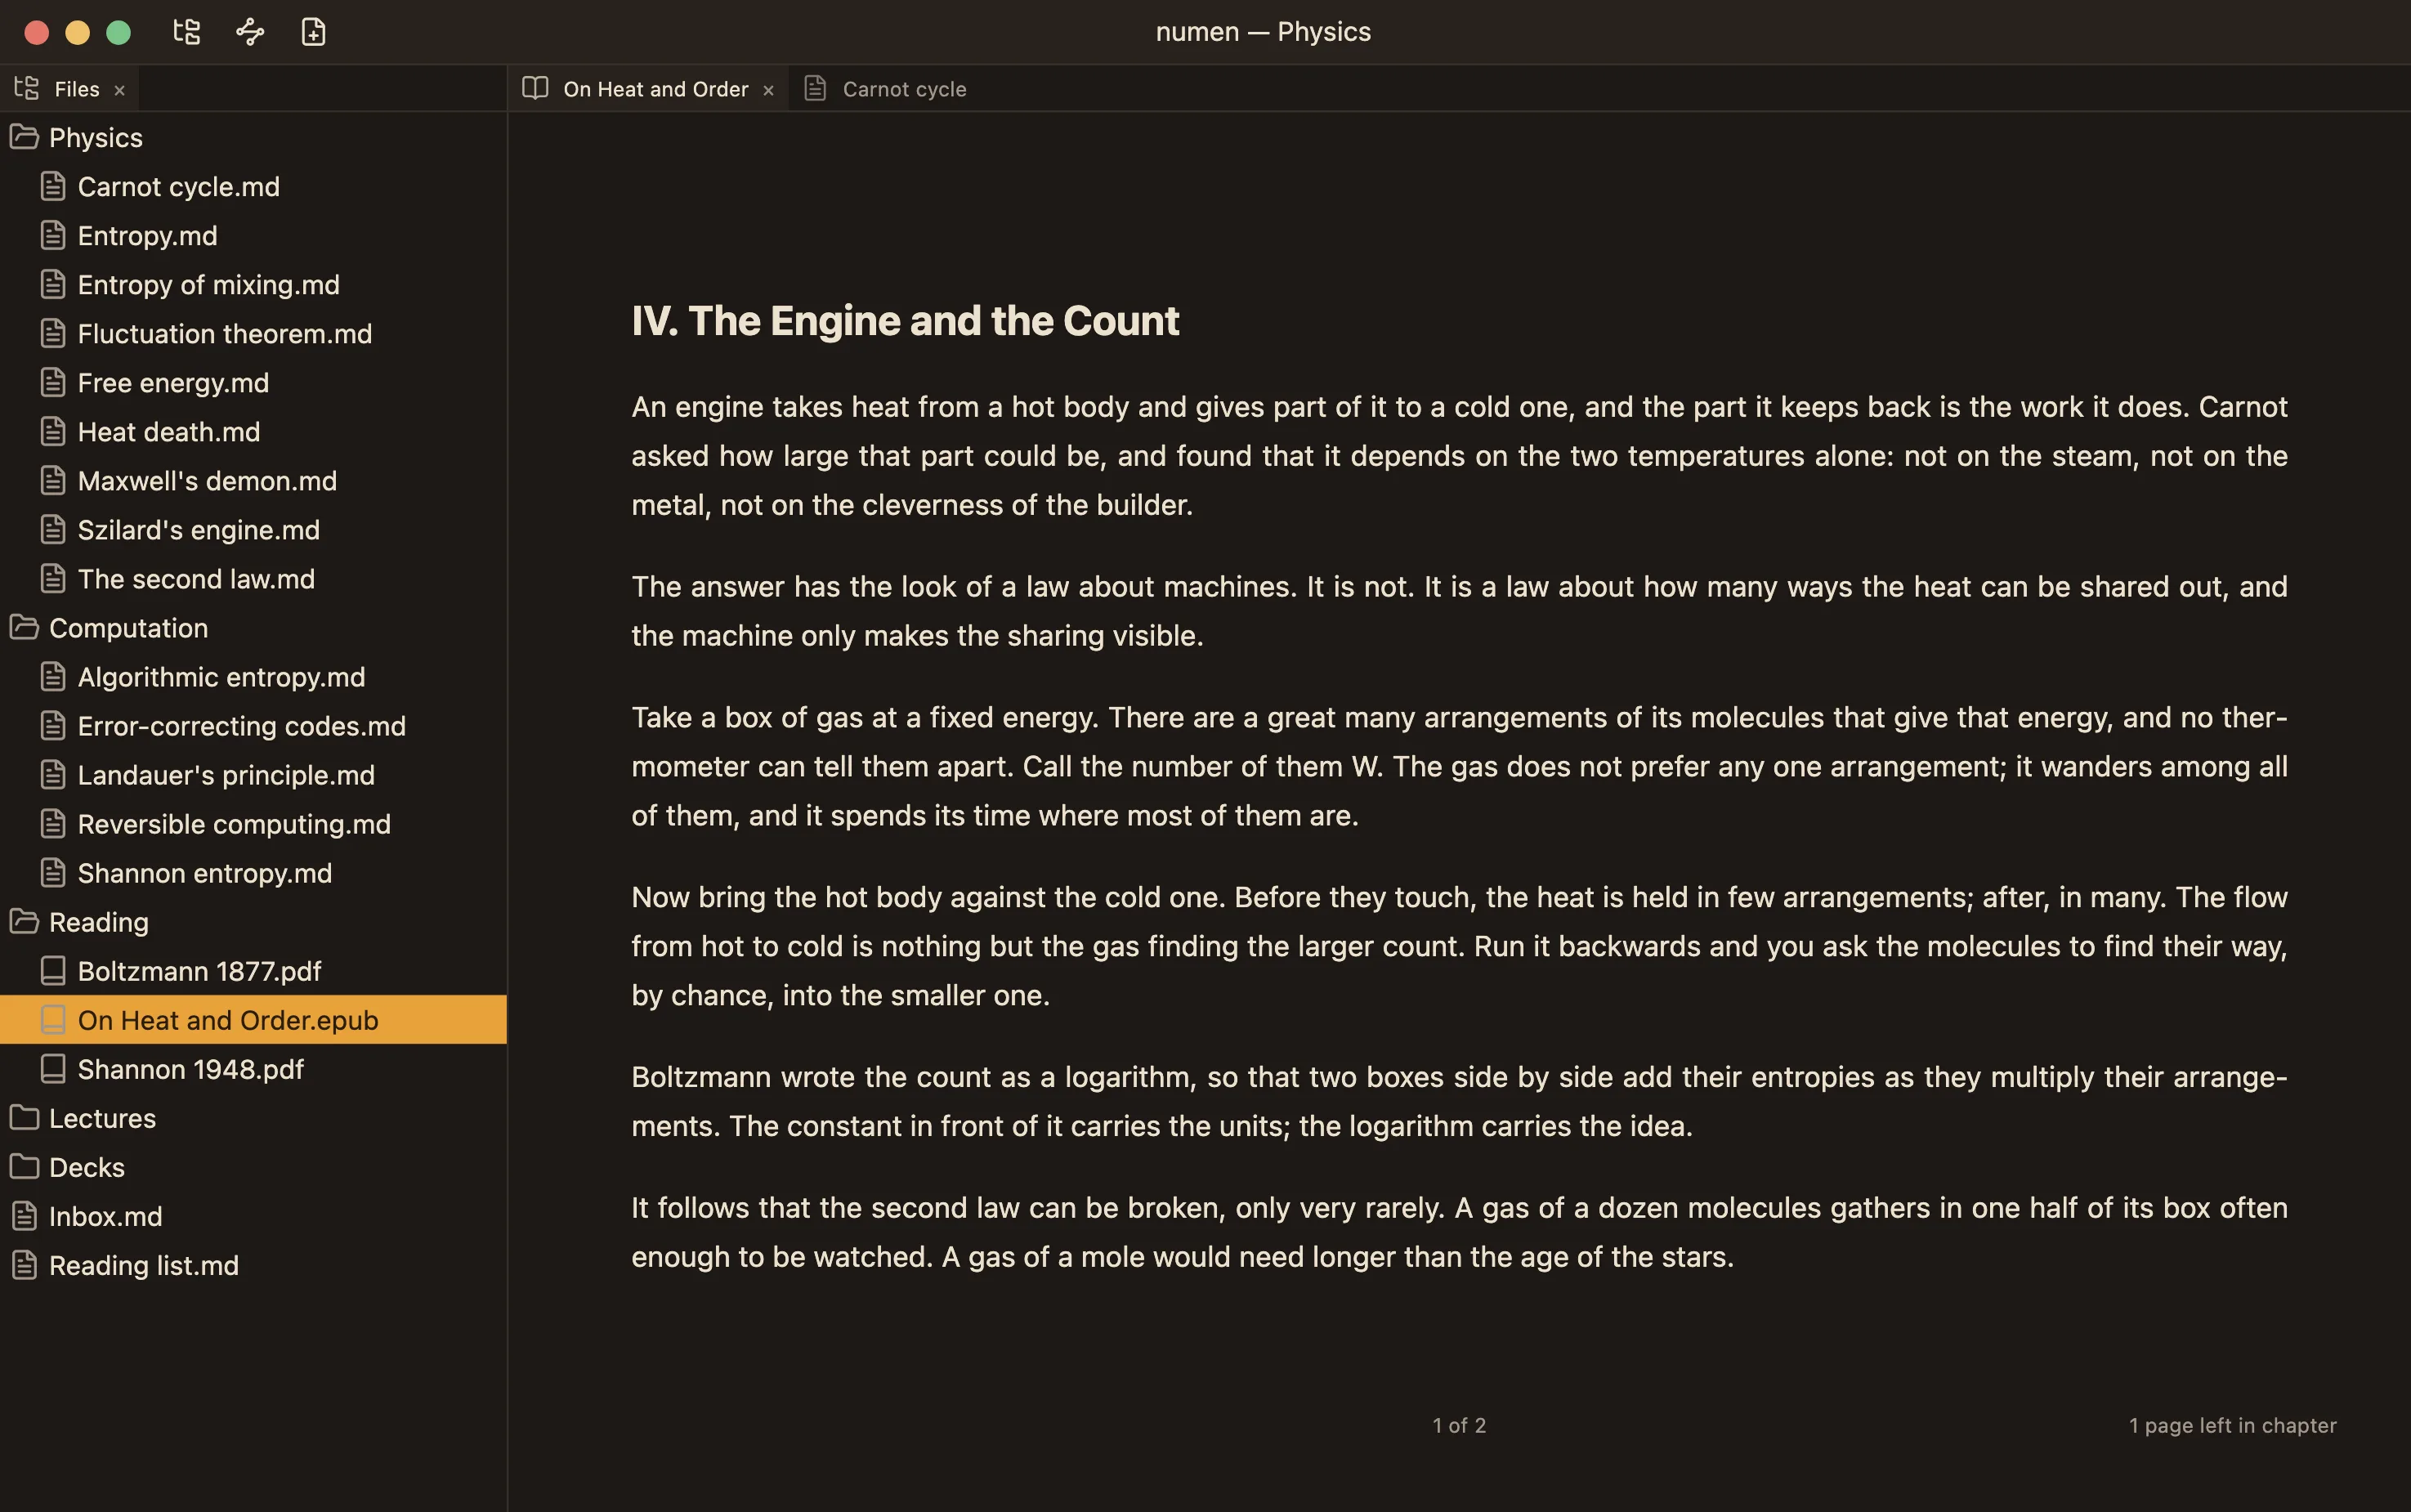 numen — Physics
Files ×
On Heat and Order ×
Carnot cycle
Physics
Carnot cycle.md
Entropy.md
Entropy of mixing.md
Fluctuation theorem.md
Free energy.md
Heat death.md
Maxwell's demon.md
Szilard's engine.md
The second law.md
Computation
Algorithmic entropy.md
Error-correcting codes.md
Landauer's principle.md
Reversible computing.md
Shannon entropy.md
Reading
Boltzmann 1877.pdf
On Heat and Order.epub
Shannon 1948.pdf
Lectures
Decks
Inbox.md
Reading list.md
IV. The Engine and the Count
An engine takes heat from a hot body and gives part of it to a cold one, and the part it keeps back is the work it does. Carnot
asked how large that part could be, and found that it depends on the two temperatures alone: not on the steam, not on the
metal, not on the cleverness of the builder.
The answer has the look of a law about machines. It is not. It is a law about how many ways the heat can be shared out, and
the machine only makes the sharing visible.
Take a box of gas at a fixed energy. There are a great many arrangements of its molecules that give that energy, and no ther-
mometer can tell them apart. Call the number of them W. The gas does not prefer any one arrangement; it wanders among all
of them, and it spends its time where most of them are.
Now bring the hot body against the cold one. Before they touch, the heat is held in few arrangements; after, in many. The flow
from hot to cold is nothing but the gas finding the larger count. Run it backwards and you ask the molecules to find their way,
by chance, into the smaller one.
Boltzmann wrote the count as a logarithm, so that two boxes side by side add their entropies as they multiply their arrange-
ments. The constant in front of it carries the units; the logarithm carries the idea.
It follows that the second law can be broken, only very rarely. A gas of a dozen molecules gathers in one half of its box often
enough to be watched. A gas of a mole would need longer than the age of the stars.
1 of 2
1 page left in chapter